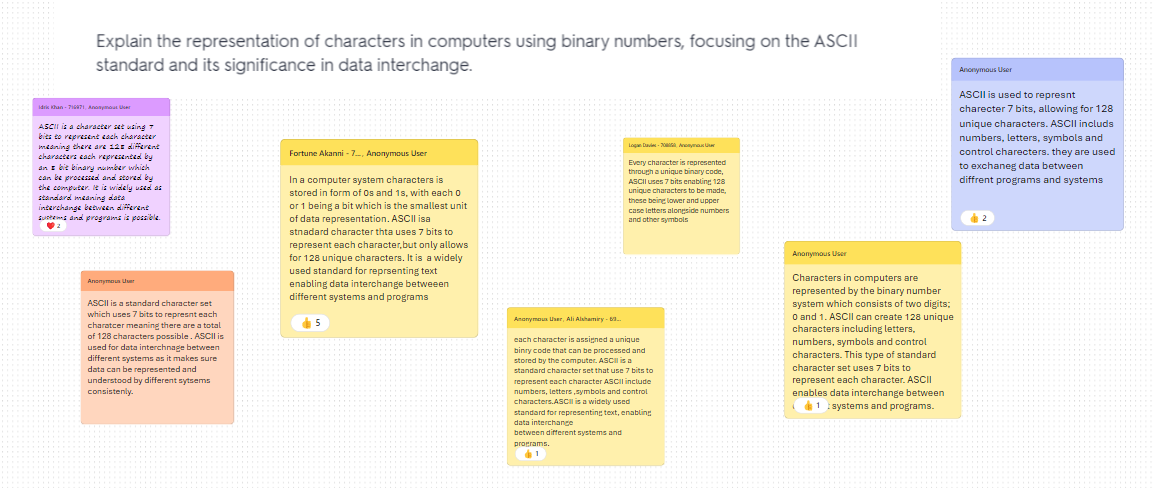 Explain the representation of characters in computers using binary numbers, focusing on the ASCII
standard and its significance in data interchange.
Idris Khan - 716871, Anonymous User
ASCII is a character set using 7
bits to represent each character
meaning there are 128 different
characters each represented by
an 8 bit binary number which
can be processed and stored by
the computer. It is widely used as
standard meaning data
interchange between different
systems and programs is possible.
2
Anonymous User
ASCII is a standard character set
which uses 7 bits to represnt each
charatcer meaning there are a total
of 128 characters possible . ASCII is
used for data interchnage between
different systems as it makes sure
data can be represented and
understood by different sytsems
consistenly.
Fortune Akanni - 7..., Anonymous User
In a computer system characters is
stored in form of 0s and 1s, with each 0
or 1 being a bit which is the smallest unit
of data representation. ASCII isa
stnadard character thta uses 7 bits to
represent each character,but only allows
for 128 unique characters. It is a widely
used standard for reprsenting text
enabling data interchange betweeen
different systems and programs
5
Anonymous User, Ali Alshamiry - 69...
each character is assigned a unique
binry code that can be processed and
stored by the computer. ASCII is a
standard character set that use 7 bits to
represent each character ASCII include
numbers, letters ,symbols and control
characters.ASCII is a widely used
standard for representing text, enabling
data interchange
between different systems and
programs.
1
Logan Davies - 708650, Anonymous User
Every character is represented
through a unique binary code,
ASCII uses 7 bits enabling 128
unique characters to be made,
these being lower and upper
case letters alongside numbers
and other symbols
Anonymous User
Characters in computers are
represented by the binary number
system which consists of two digits;
0 and 1. ASCII can create 128 unique
characters including letters,
numbers, symbols and control
characters. This type of standard
character set uses 7 bits to
represent each character. ASCII
enables data interchange between
systems and programs.
1
Anonymous User
ASCII is used to represnt
charecter 7 bits, allowing for 128
unique characters. ASCII includs
numbers, letters, symbols and
control charecters. they are used
to exchaneg data between
diffrent programs and systems
2